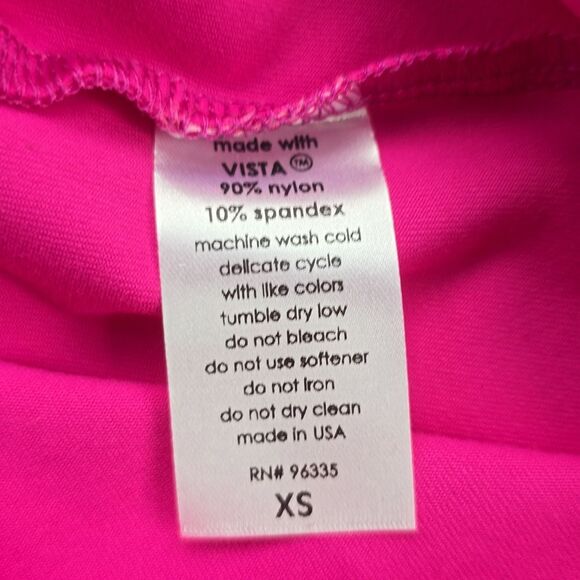 made with
VISTA™
90% nylon
10% spandex
machine wash cold
delicate cycle
with like colors
tumble dry low
do not bleach
do not use softener
do not iron
do not dry clean
made in USA
RN# 96335
XS